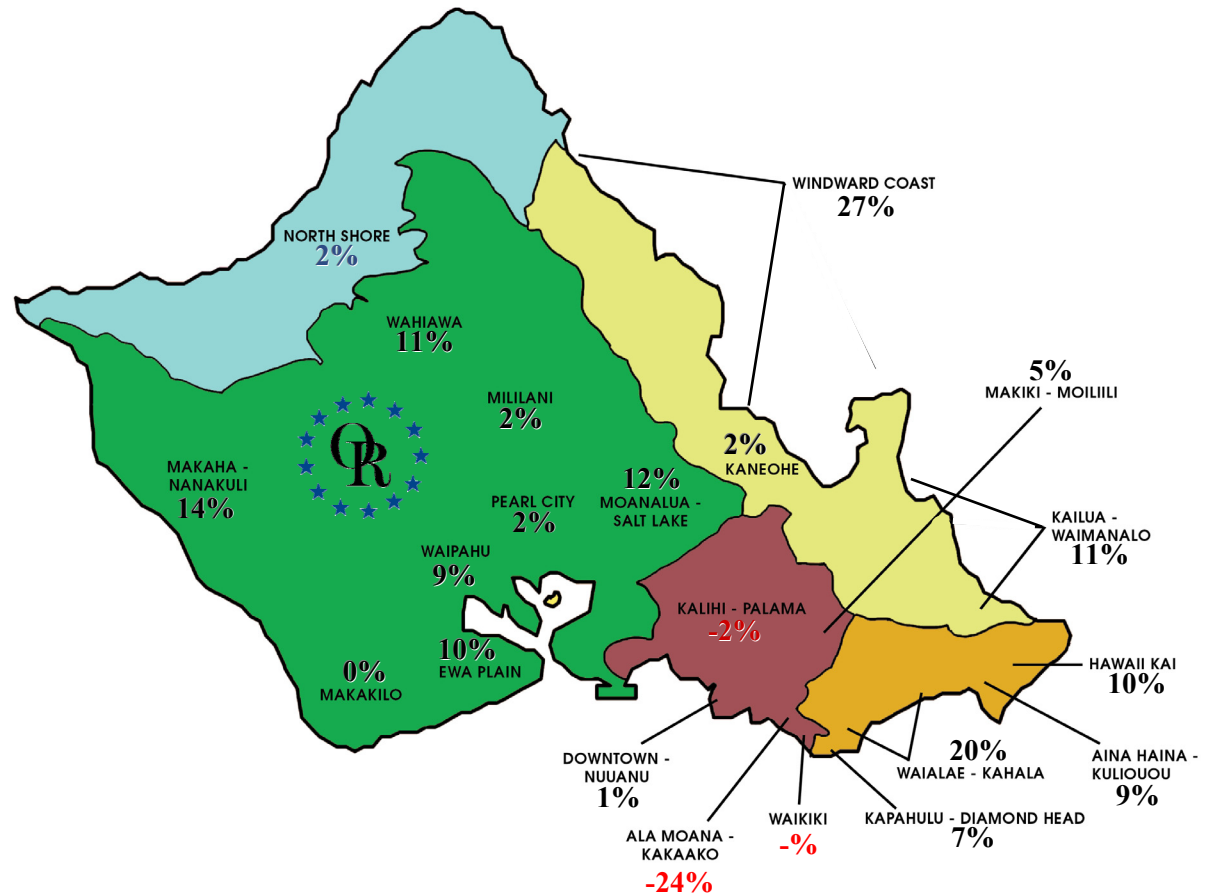 WINDWARD COAST
27%
NORTH SHORE
2%
WAHIAWA
11%
5%
MAKIKI - MOILIILI
MILILANI
2%
2%
KANEOHE
OR
MAKAHA -
NANAKULI
14%
12%
MOANALUA -
SALT LAKE
PEARL CITY
2%
KAILUA -
WAIMANALO
11%
WAIPAHU
9%
KALIHI - PALAMA
-2%
10%
EWA PLAIN
0%
MAKAKILO
HAWAII KAI
10%
20%
WAIALAE - KAHALA
AINA HAINA -
KULIOUOU
9%
DOWNTOWN -
NUUANU
1%
WAIKIKI
-%
KAPAHULU - DIAMOND HEAD
7%
ALA MOANA -
KAKAAKO
-24%